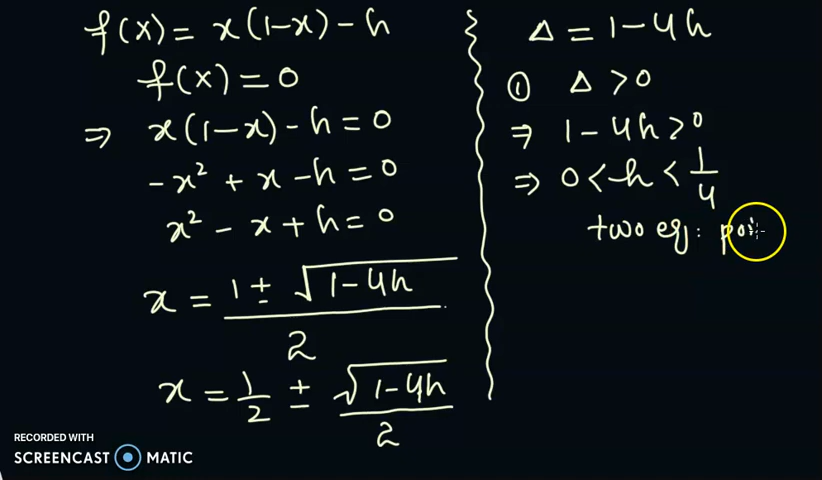 f(x) = x(1-x) - h
f(x) = 0
⇒ x(1-x) - h = 0
-x² + x - h = 0
x² - x + h = 0
x = (1 ± √(1-4h))/2
x = 1/2 ± √(1-4h)/2
Δ = 1-4h
① Δ > 0
⇒ 1-4h > 0
⇒ 0 < h < 1/4
two eq: poi
RECORDED WITH
SCREENCAST MATIC